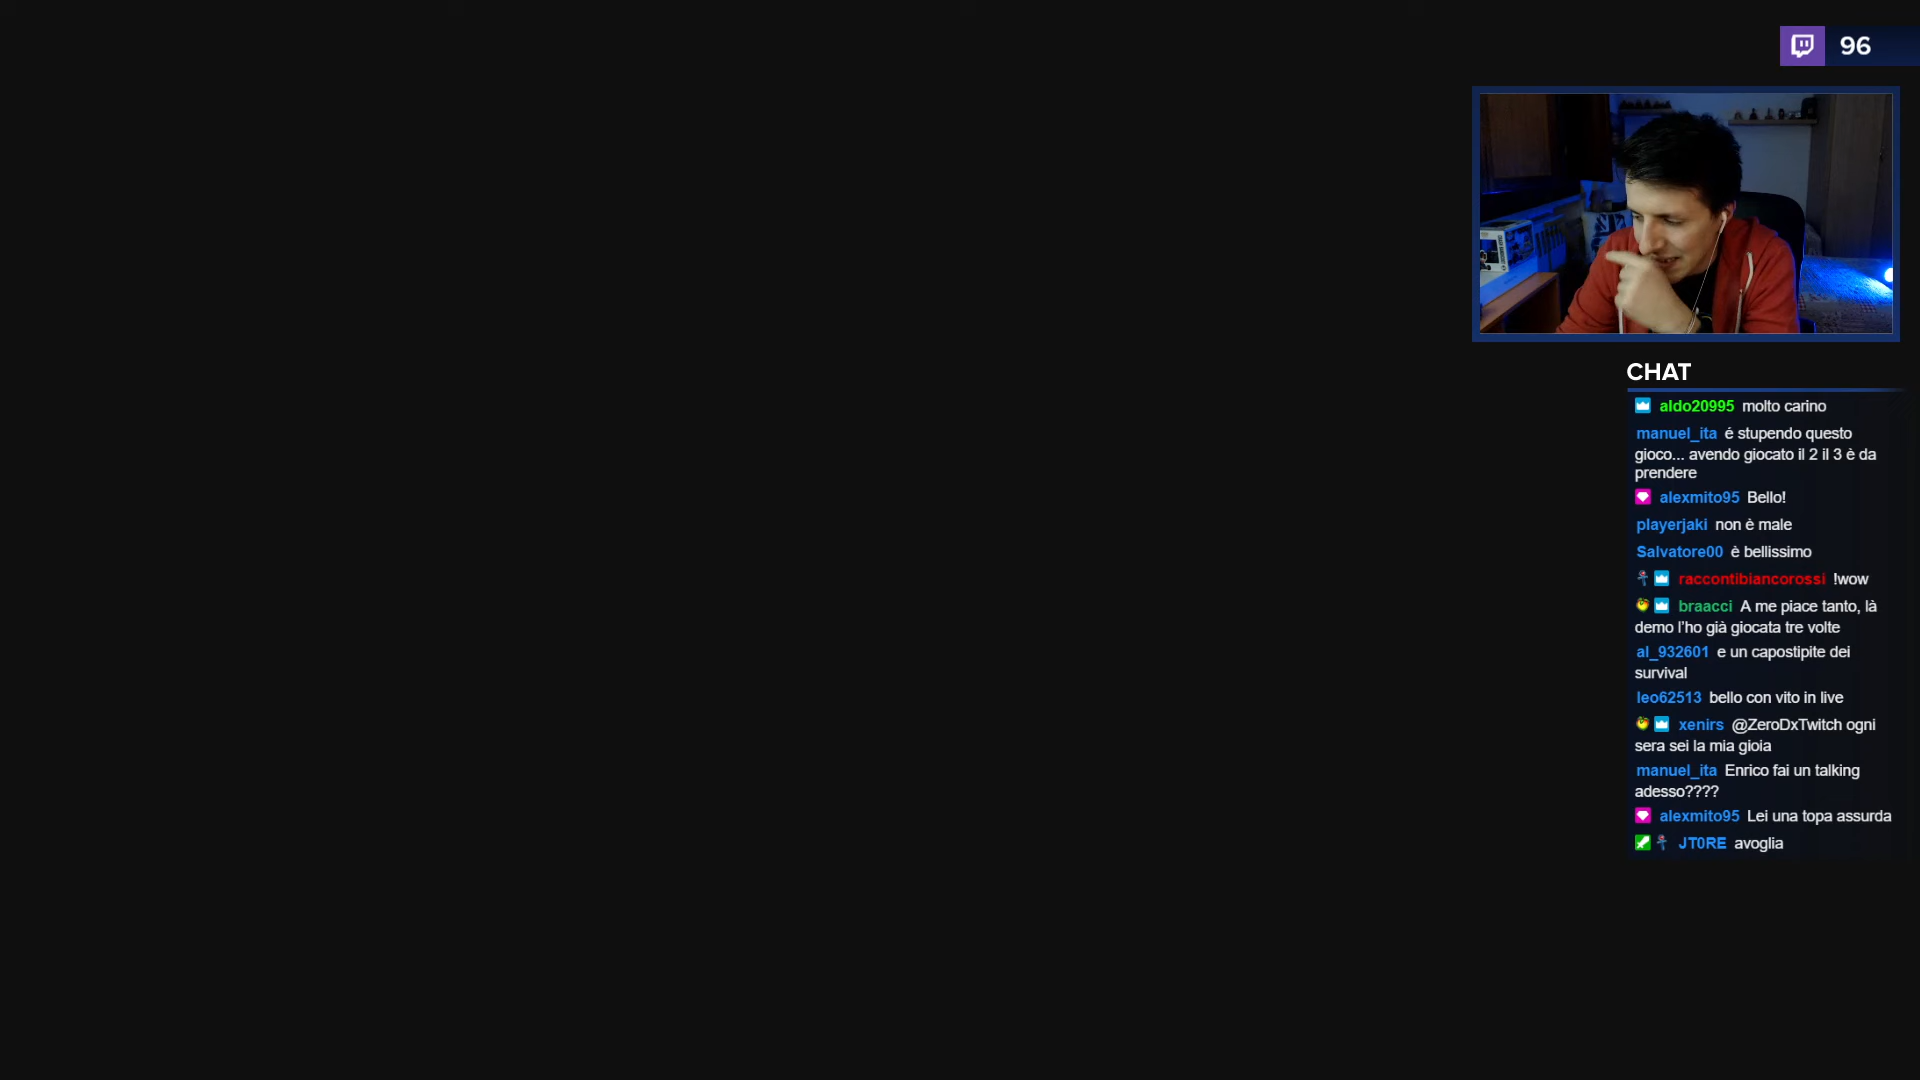 96
CHAT
aldo20995 molto carino
manuel_ita é stupendo questo
gioco... avendo giocato il 2 il 3 è da
prendere
alexmito95 Bello!
playerjaki non è male
Salvatore00 è bellissimo
raccontibiancorossi !wow
braacci A me piace tanto, là
demo l'ho già giocata tre volte
al_932601 e un capostipite dei
survival
leo62513 bello con vito in live
xenirs @ZeroDxTwitch ogni
sera sei la mia gioia
manuel_ita Enrico fai un talking
adesso????
alexmito95 Lei una topa assurda
JT0RE avoglia